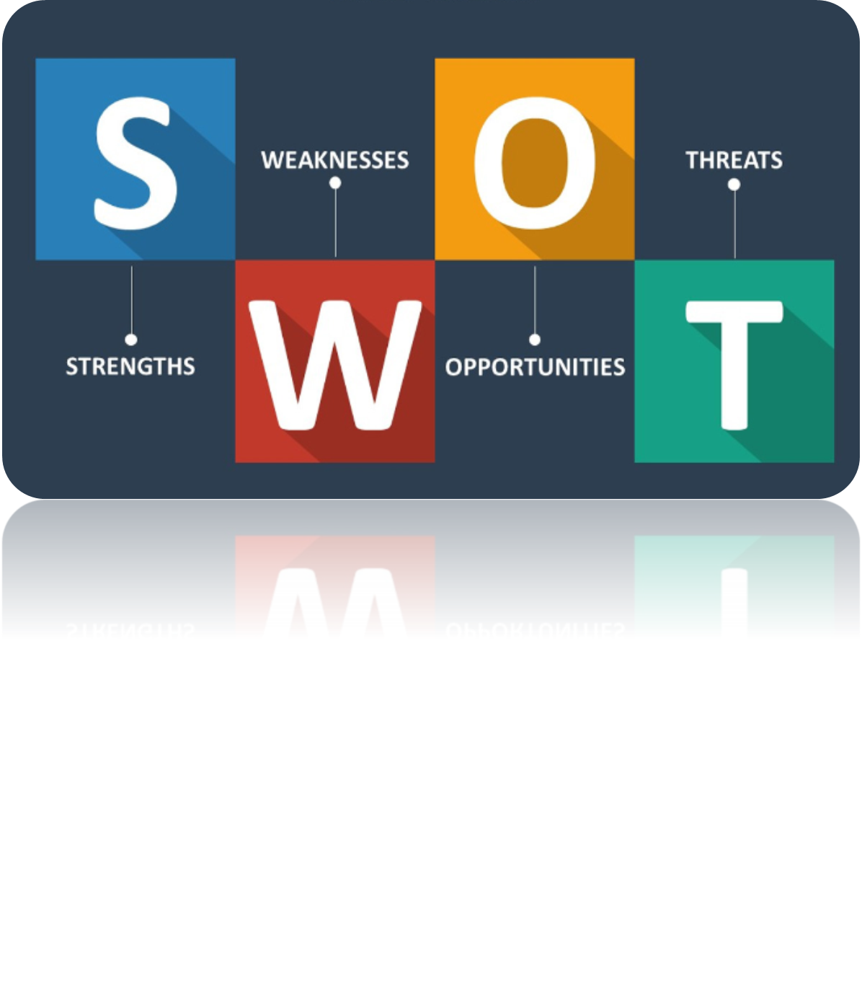 S
WEAKNESSES
O
THREATS
STRENGTHS
W
OPPORTUNITIES
T